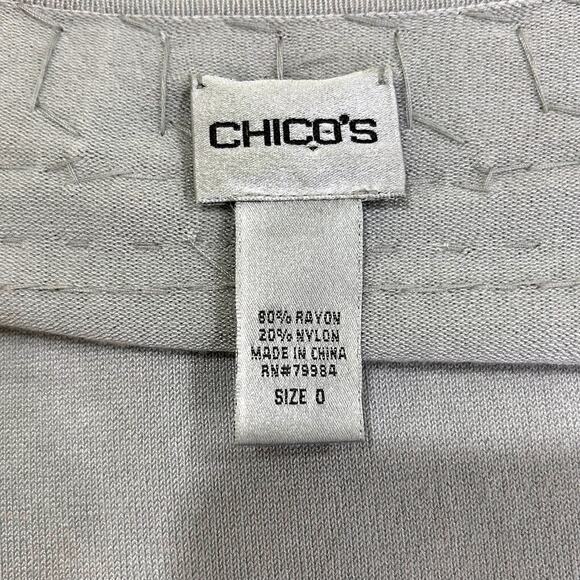 CHICO'S
80% RAYON
20% NYLON
MADE IN CHINA
RN#79984
SIZE 0